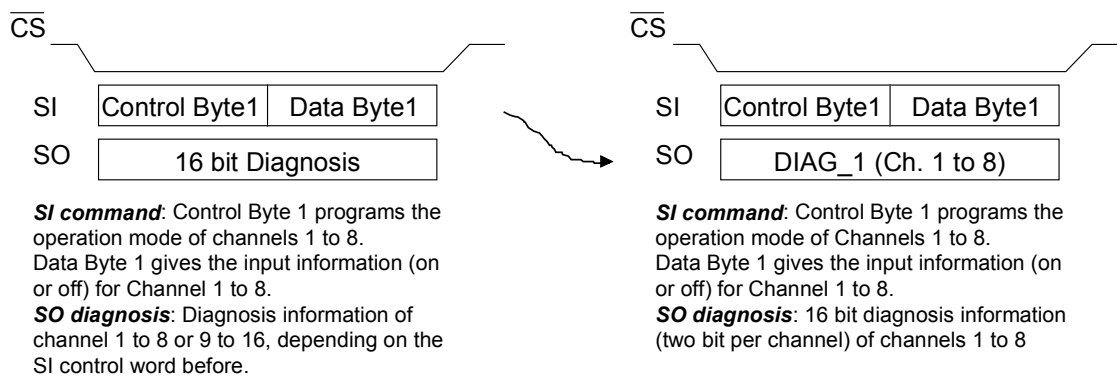 CS
SI Control Byte1 Data Byte1
SO 16 bit Diagnosis
SI command: Control Byte 1 programs the
operation mode of channels 1 to 8.
Data Byte 1 gives the input information (on
or off) for Channel 1 to 8.
SO diagnosis: Diagnosis information of
channel 1 to 8 or 9 to 16, depending on the
SI control word before.
CS
SI Control Byte1 Data Byte1
SO DIAG_1 (Ch. 1 to 8)
SI command: Control Byte 1 programs the
operation mode of Channels 1 to 8.
Data Byte 1 gives the input information (on
or off) for Channel 1 to 8.
SO diagnosis: 16 bit diagnosis information
(two bit per channel) of channels 1 to 8